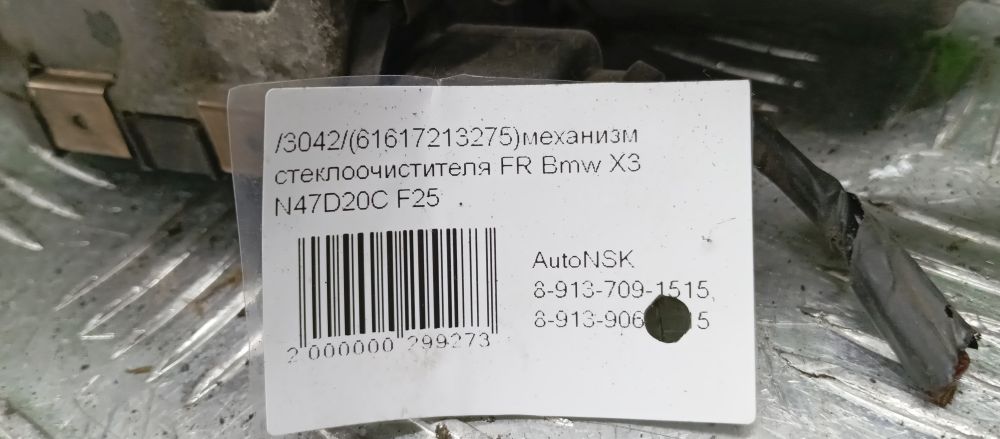 /3042/(61617213275)механизм
стеклоочистителя FR Bmw X3
N47D20C F25
AutoNSK
8-913-709-1515,
2 000000 299273